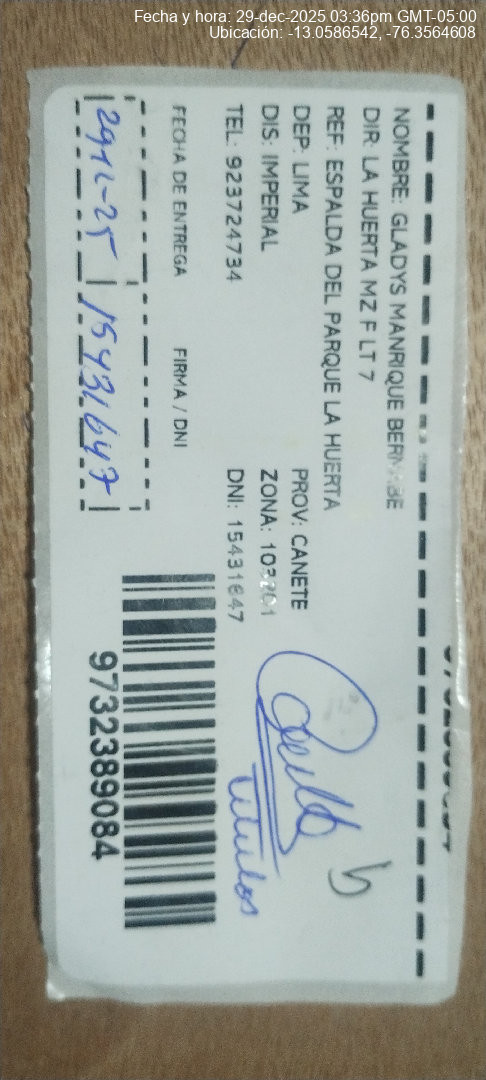 Fecha y hora: 29-dec-2025 03:36pm GMT-05:00
Ubicación: -13.0586542, -76.3564608
NOMBRE: GLADYS MANRIQUE
DIR: LA HUERTA MZ F LT 7
REF: ESPALDA DEL PARQUE LA HUERTA
DEP: LIMA PROV: CANETE
DIS: IMPERIAL ZONA:
TEL: 923724734 DNI: 15431647
FECHA DE ENTREGA FIRMA / DNI
15431647
9732389084